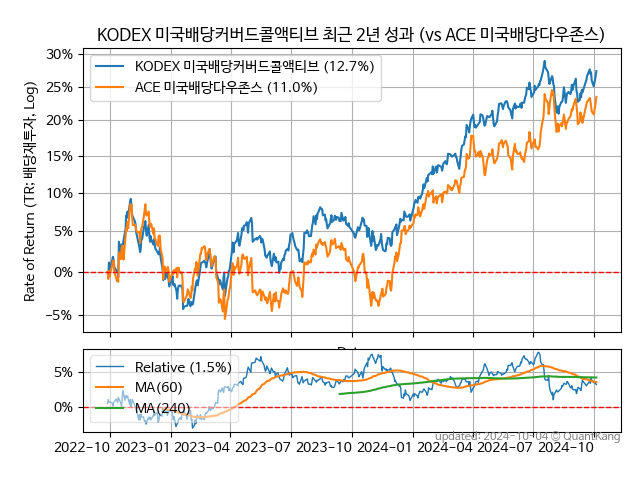 KODEX 미국배당커버드콜액티브 최근 2년 성과 (vs ACE 미국배당다우존스)
30%
25%
20%
15%
10%
5%
0%
−5%
Rate of Return (TR: 배당재투자, Log)
KODEX 미국배당커버드콜액티브 (12.7%)
ACE 미국배당다우존스 (11.0%)
5%
0%
Relative (1.5%)
MA(60)
MA(240)
2022-10 2023-01 2023-04 2023-07 2023-10 2024-01 2024-04 2024-07 2024-10
updated: 2024-10-04 © QuantKang